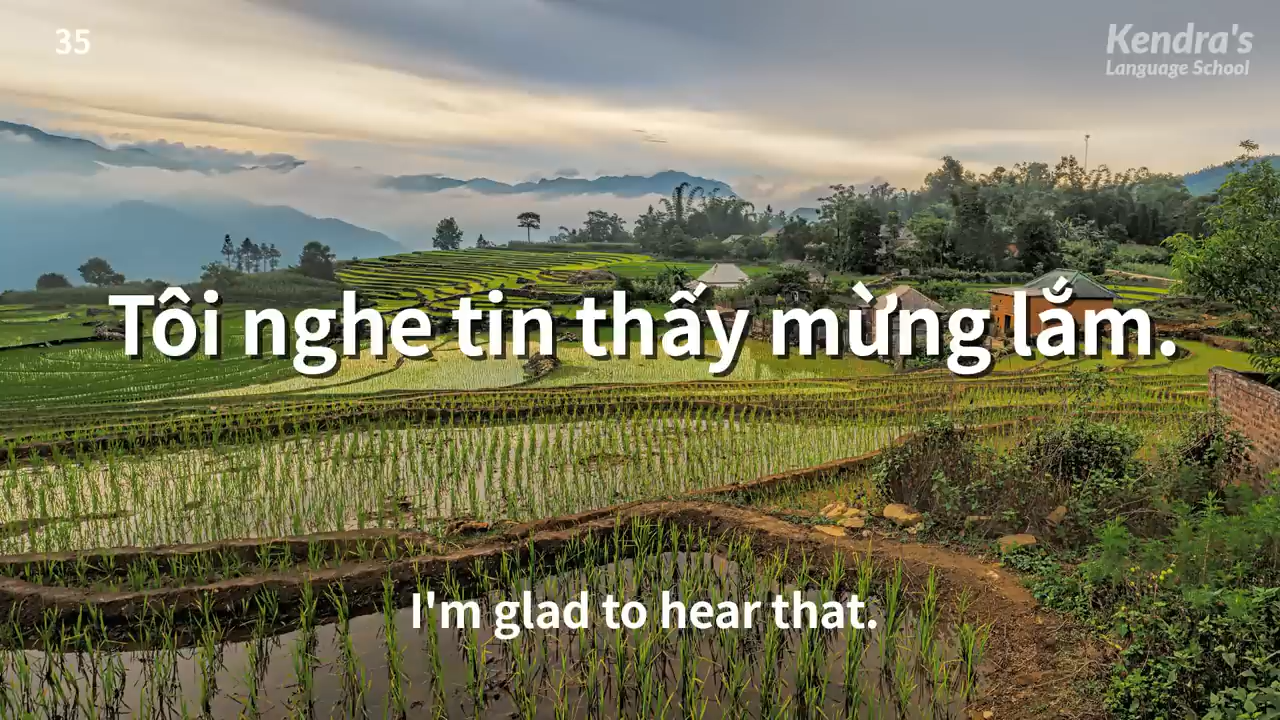 35
Kendra's
Language School
Tôi nghe tin thấy mừng lắm.
I'm glad to hear that.